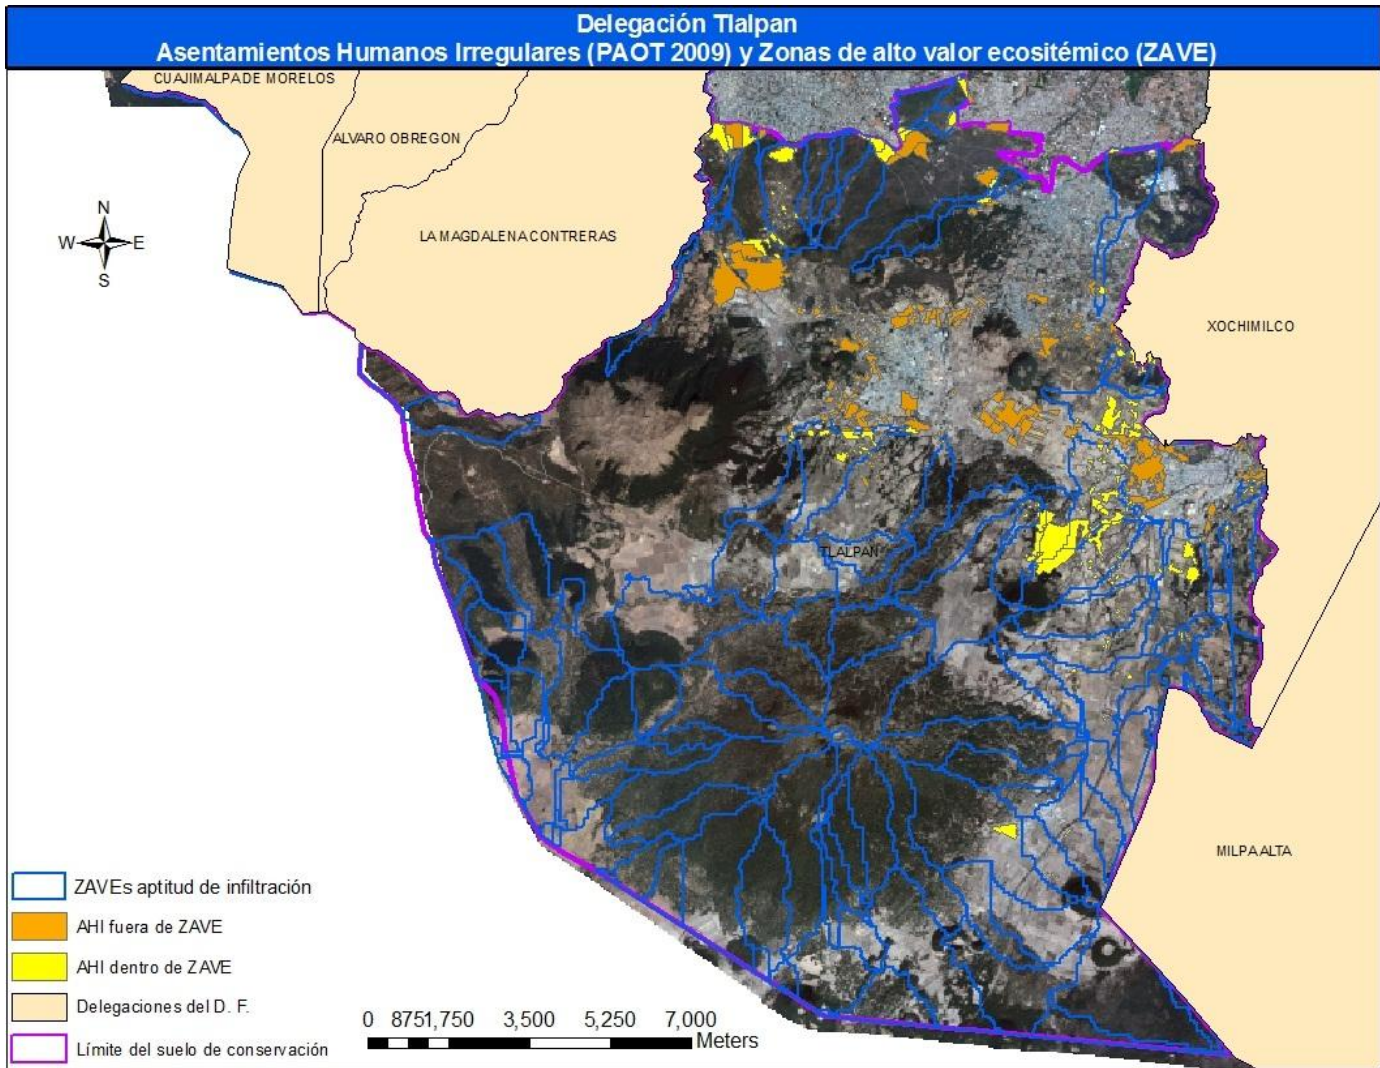 Delegación Tlalpan
Asentamientos Humanos Irregulares (PAOT 2009) y Zonas de alto valor ecositémico (ZAVE)
CUAJIMALPA DE MORELOS
ALVARO OBREGON
LA MAGDALENA CONTRERAS
N
W E
S
XOCHIMILCO
TLALPAN
MILPA ALTA
ZAVEs aptitud de infiltración
AHI fuera de ZAVE
AHI dentro de ZAVE
Delegaciones del D. F.
Límite del suelo de conservación
0 875 1,750 3,500 5,250 7,000
Meters